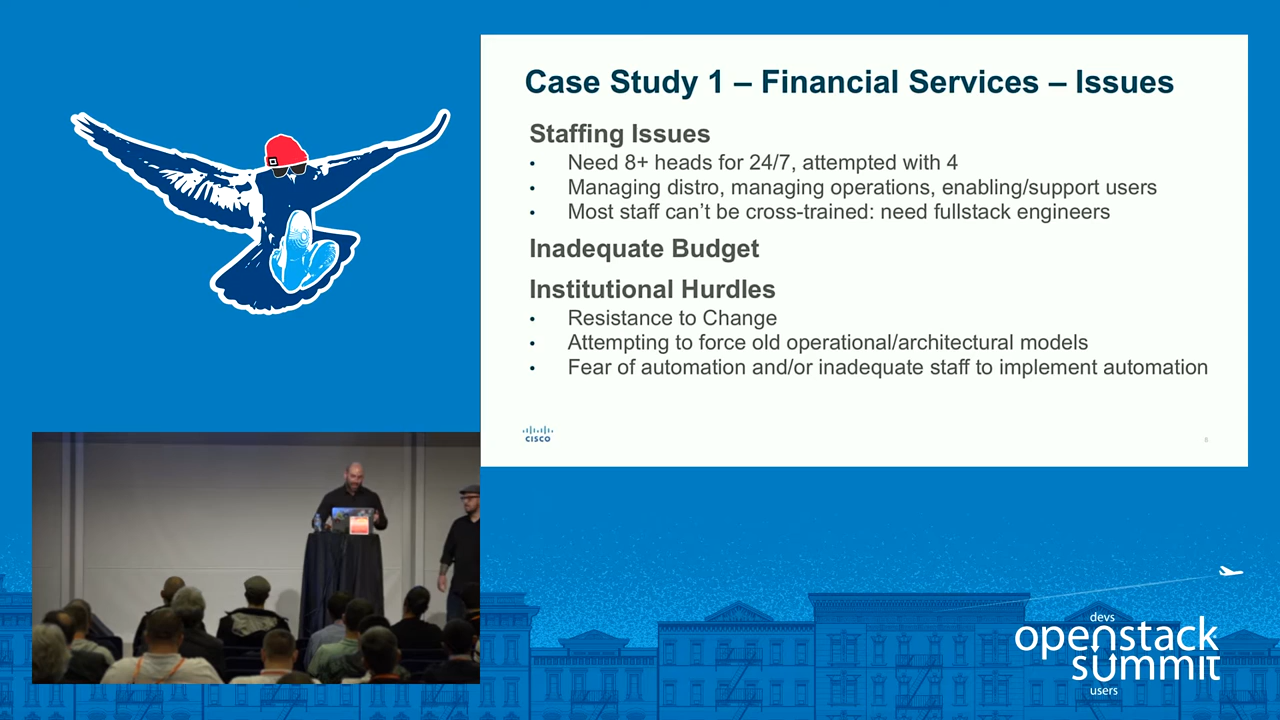 Case Study 1 – Financial Services – Issues
Staffing Issues
• Need 8+ heads for 24/7, attempted with 4
• Managing distro, managing operations, enabling/support users
• Most staff can’t be cross-trained: need fullstack engineers
Inadequate Budget
Institutional Hurdles
• Resistance to Change
• Attempting to force old operational/architectural models
• Fear of automation and/or inadequate staff to implement automation
CISCO
8
devs
openstack
summit
users